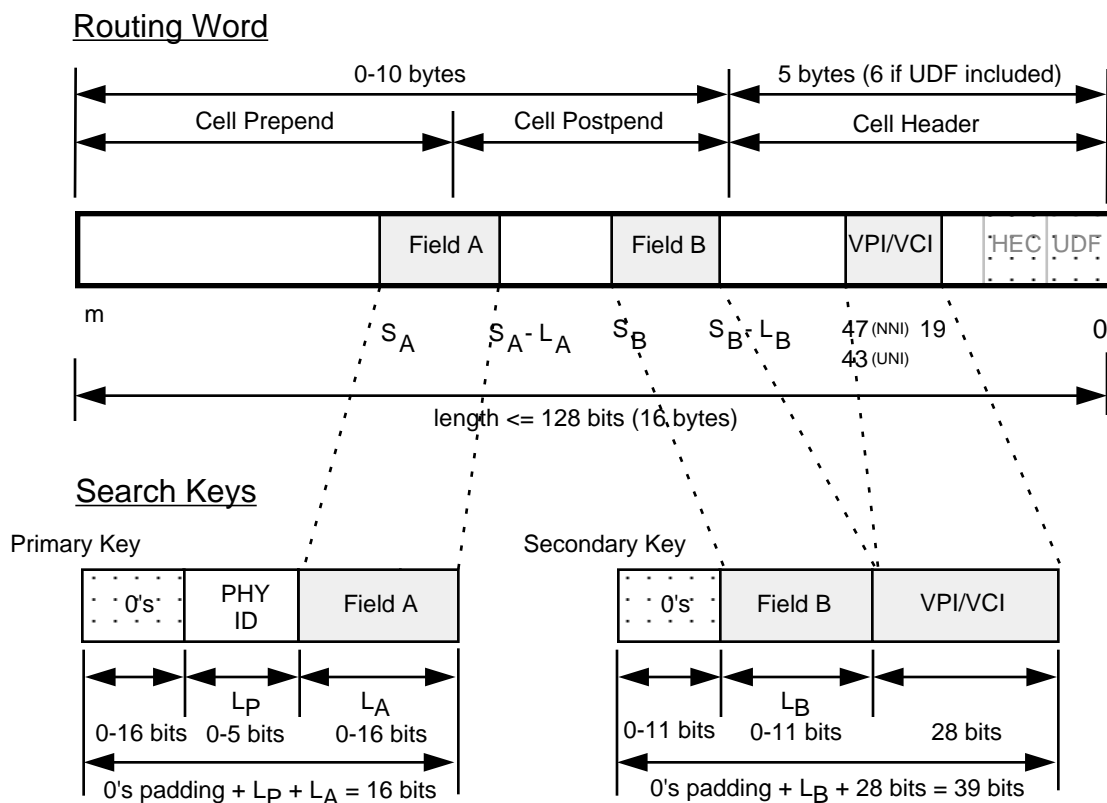 Routing Word
0-10 bytes
5 bytes (6 if UDF included)
Cell Prepend
Cell Postpend
Cell Header
Field A
Field B
VPI/VCI
HEC
UDF
m
S_A
S_A - L_A
S_B
S_B - L_B
47 (NNI)
19
0
43 (UNI)
length <= 128 bits (16 bytes)
Search Keys
Primary Key
Secondary Key
0's
PHY
ID
Field A
0's
Field B
VPI/VCI
L_P
L_A
L_B
0-16 bits
0-5 bits
0-16 bits
0-11 bits
0-11 bits
28 bits
0's padding + L_P + L_A = 16 bits
0's padding + L_B + 28 bits = 39 bits